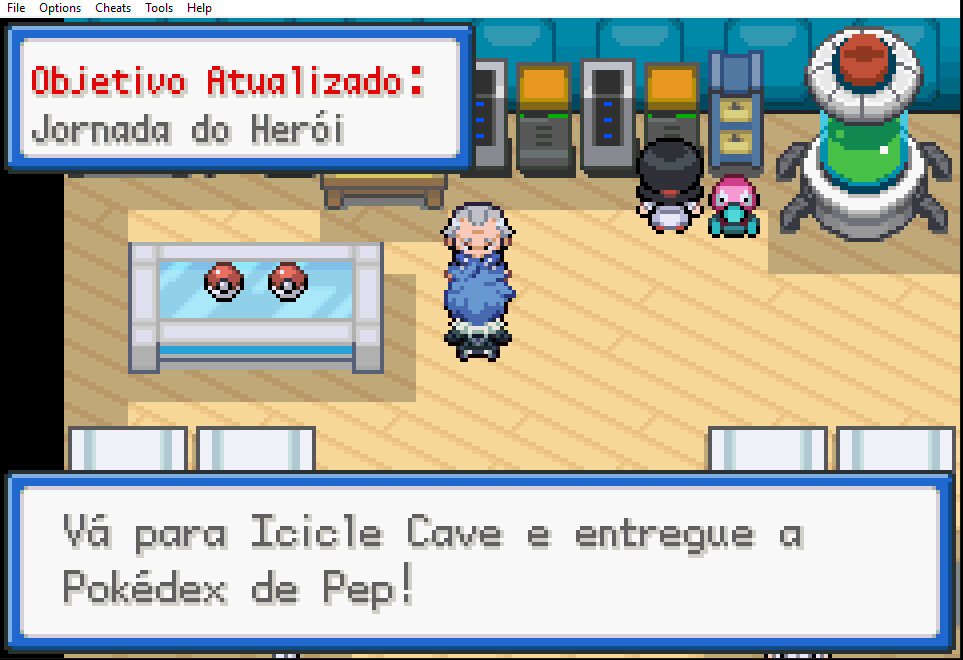 File Options Cheats Tools Help
Objetivo Atualizado:
Jornada do Herói
Vá para Icicle Cave e entregue a
Pokédex de Pep!